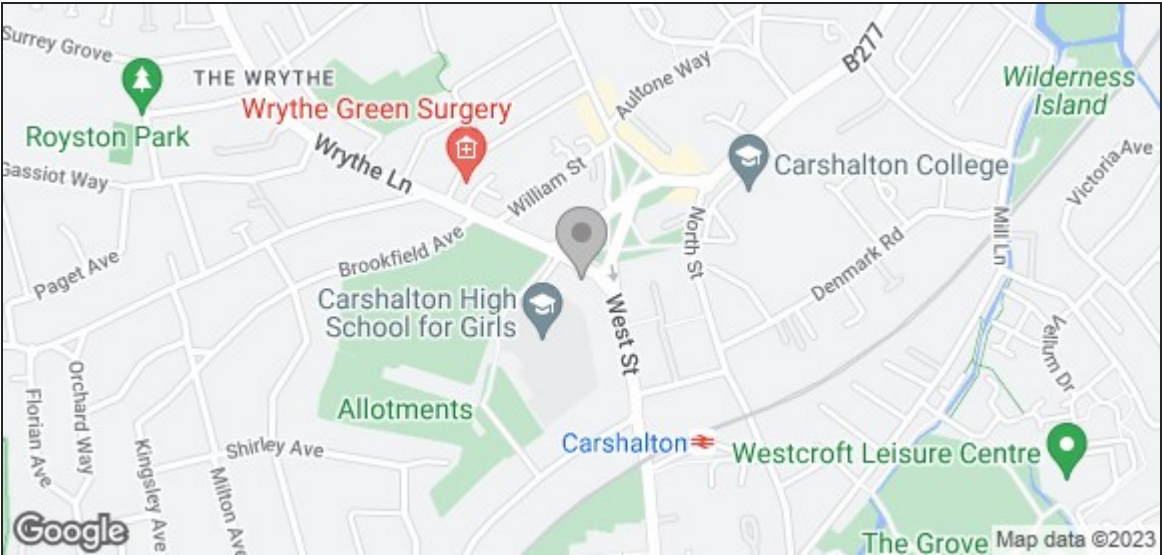 Surrey Grove
THE WRYTHE
Wrythe Green Surgery
Aultone Way
B277
Wilderness
Island
Royston Park
Gassiot Way
Wrythe Ln
William St
Carshalton College
Victoria Ave
Paget Ave
Brookfield Ave
North St
Denmark Rd
Mill Ln
Carshalton High
School for Girls
West St
Vellum Dr
Allotments
Florian Ave
Orchard Way
Kingsley Ave
Milton Ave
Shirley Ave
Carshalton
Westcroft Leisure Centre
Google
The Grove
Map data ©2023